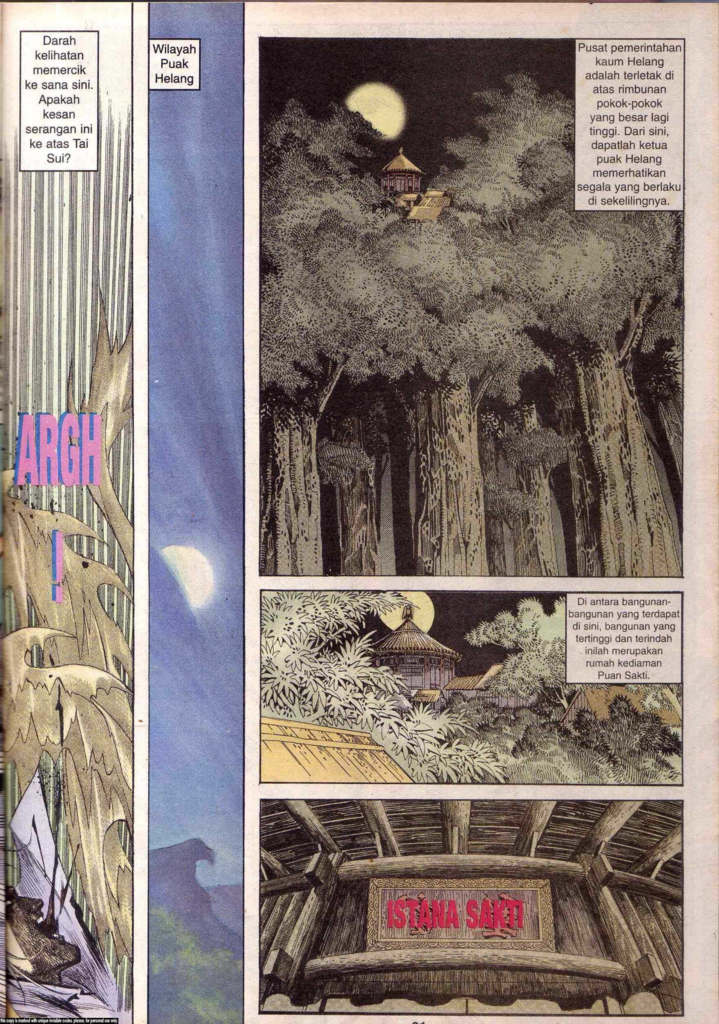 Darah
kelihatan
memercik
ke sana sini.
Apakah
kesan
serangan ini
ke atas Tai
Sui?
ARGH
!
Wilayah
Puak
Helang
Pusat pemerintahan
kaum Helang
adalah terletak di
atas rimbunan
pokok-pokok
yang besar lagi
tinggi. Dari sini,
dapatlah ketua
puak Helang
memerhatikan
segala yang berlaku
di sekelilingnya.
Di antara bangunan-
bangunan yang terdapat
di sini, bangunan yang
tertinggi dan terindah
inilah merupakan
rumah kediaman
Puan Sakti.
ISTANA SAKTI